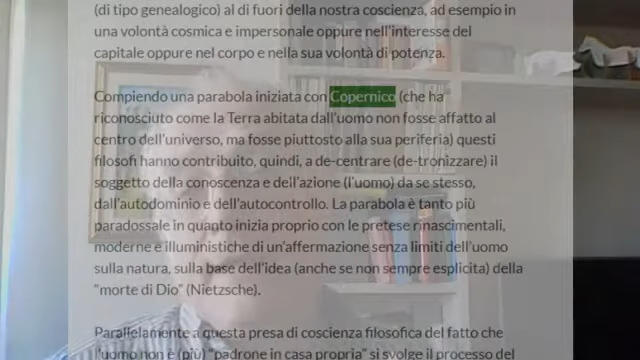 (di tipo genealogico) al di fuori della nostra coscienza, ad esempio in
una volontà cosmica e impersonale oppure nell'interesse del
capitale oppure nel corpo e nella sua volontà di potenza.
Compiendo una parabola iniziata con Copernico (che ha
riconosciuto come la Terra abitata dall'uomo non fosse affatto al
centro dell'universo, ma fosse piuttosto alla sua periferia) questi
filosofi hanno contribuito, quindi, a de-centrare (de-tronizzare) il
soggetto della conoscenza e dell'azione (l'uomo) da se stesso,
dall'autodominio e dell'autocontrollo. La parabola è tanto più
paradossale in quanto inizia proprio con le pretese rinascimentali,
moderne e illuministiche di un'affermazione senza limiti dell'uomo
sulla natura, sulla base dell'idea (anche se non sempre esplicita) della
"morte di Dio" (Nietzsche).
Parallelamente a questa presa di coscienza filosofica del fatto che
l'uomo non è (più) "padrone in casa propria" si svolge il processo del